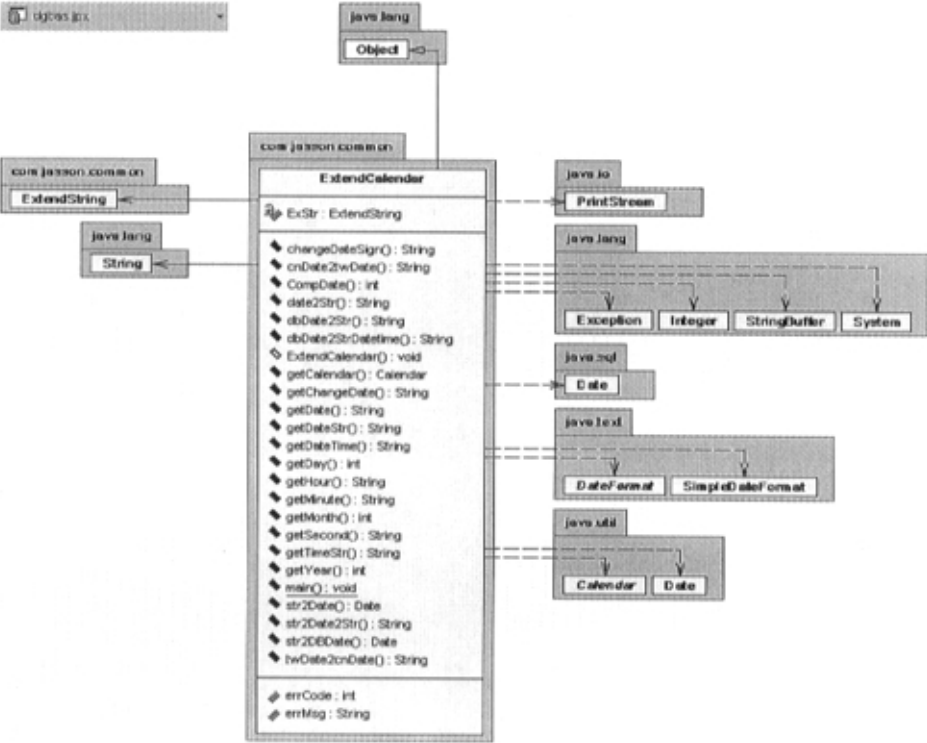 digbas.jpx
java.lang
Object
com.jasson.common
ExtendString
java.lang
String
com.jasson.common
ExtendCalendar
ExStr : ExtendString
changeDateSign() : String
cnDate2twDate() : String
CompDate() : int
date2Str() : String
dbDate2Str() : String
dbDate2StrDatetime() : String
ExtendCalendar() : void
getCalendar() : Calendar
getChangeDate() : String
getDate() : String
getDateStr() : String
getDateTime() : String
getDay() : int
getHour() : String
getMinute() : String
getMonth() : int
getSecond() : String
getTimeStr() : String
getYear() : int
main() : void
str2Date() : Date
str2Date2Str() : String
str2DBDate() : Date
twDate2cnDate() : String
errCode : int
errMsg : String
java.io
PrintStream
java.lang
Exception
Integer
StringBuffer
System
java.sql
Date
java.text
DateFormat
SimpleDateFormat
java.util
Calendar
Date